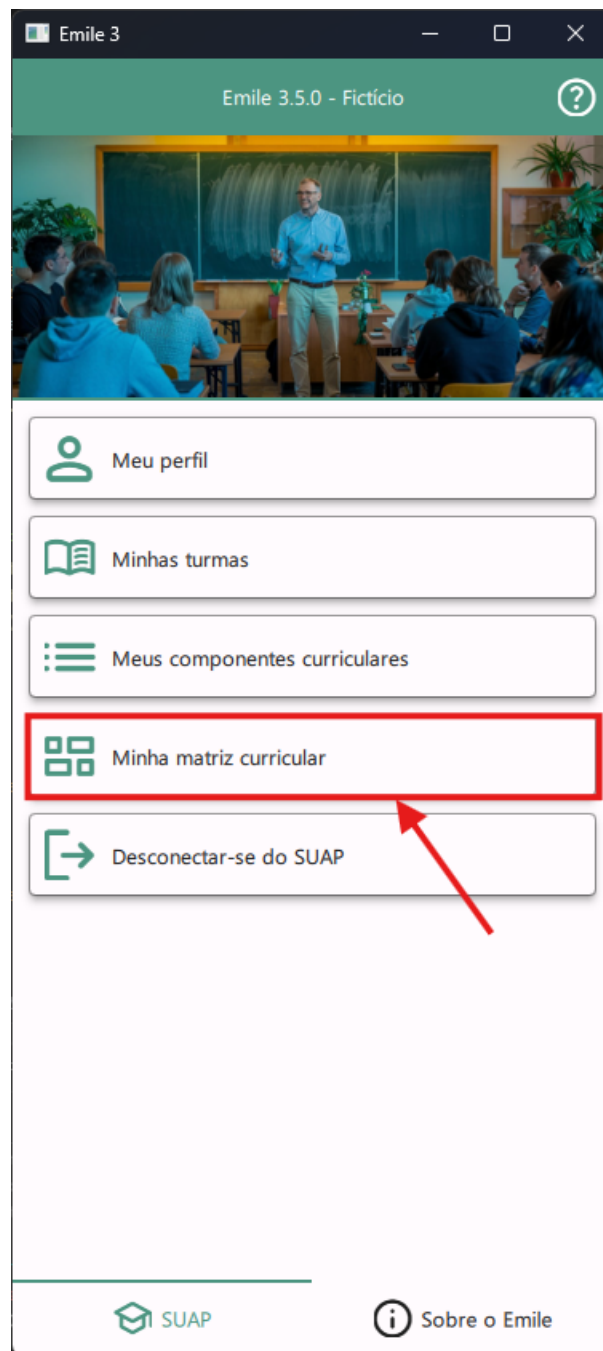 Emile 3
Emile 3.5.0 - Fictício
Meu perfil
Minhas turmas
Meus componentes curriculares
Minha matriz curricular
Desconectar-se do SUAP
SUAP
Sobre o Emile